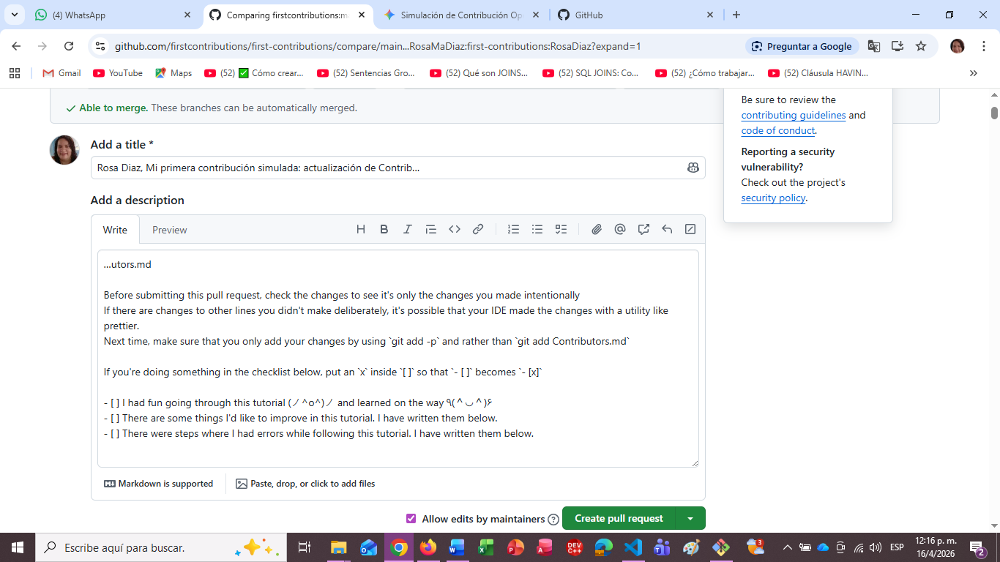 (4) WhatsApp
Comparing firstcontributions:m
Simulación de Contribución Op
GitHub
github.com/firstcontributions/first-contributions/compare/main...RosaMaDiaz:first-contributions:RosaDiaz?expand=1
Preguntar a Google
Gmail
YouTube
Maps
(52) ✅ Cómo crear...
(52) Sentencias Gro...
(52) Qué son JOINS...
(52) SQL JOINS: Co...
(52) ¿Cómo trabajar...
(52) Cláusula HAVIN...
Able to merge. These branches can be automatically merged.
Be sure to review the
contributing guidelines and
code of conduct.
Reporting a security
vulnerability?
Check out the project's
security policy.
Add a title *
Rosa Diaz, Mi primera contribución simulada: actualización de Contrib…
Add a description
Write
Preview
…utors.md
Before submitting this pull request, check the changes to see it's only the changes you made intentionally
If there are changes to other lines you didn't make deliberately, it's possible that your IDE made the changes with a utility like
prettier.
Next time, make sure that you only add your changes by using `git add -p` and rather than `git add Contributors.md`
If you're doing something in the checklist below, put an `x` inside `[ ]` so that `- [ ]` becomes `- [x]`
- [ ] I had fun going through this tutorial (ノ^o^)ノ and learned on the way ٩(＾◡＾)۶
- [ ] There are some things I'd like to improve in this tutorial. I have written them below.
- [ ] There were steps where I had errors while following this tutorial. I have written them below.
Markdown is supported
Paste, drop, or click to add files
Allow edits by maintainers
Create pull request
Escribe aquí para buscar.
DEV
C++
3
ESP
12:16 p. m.
16/4/2026
2